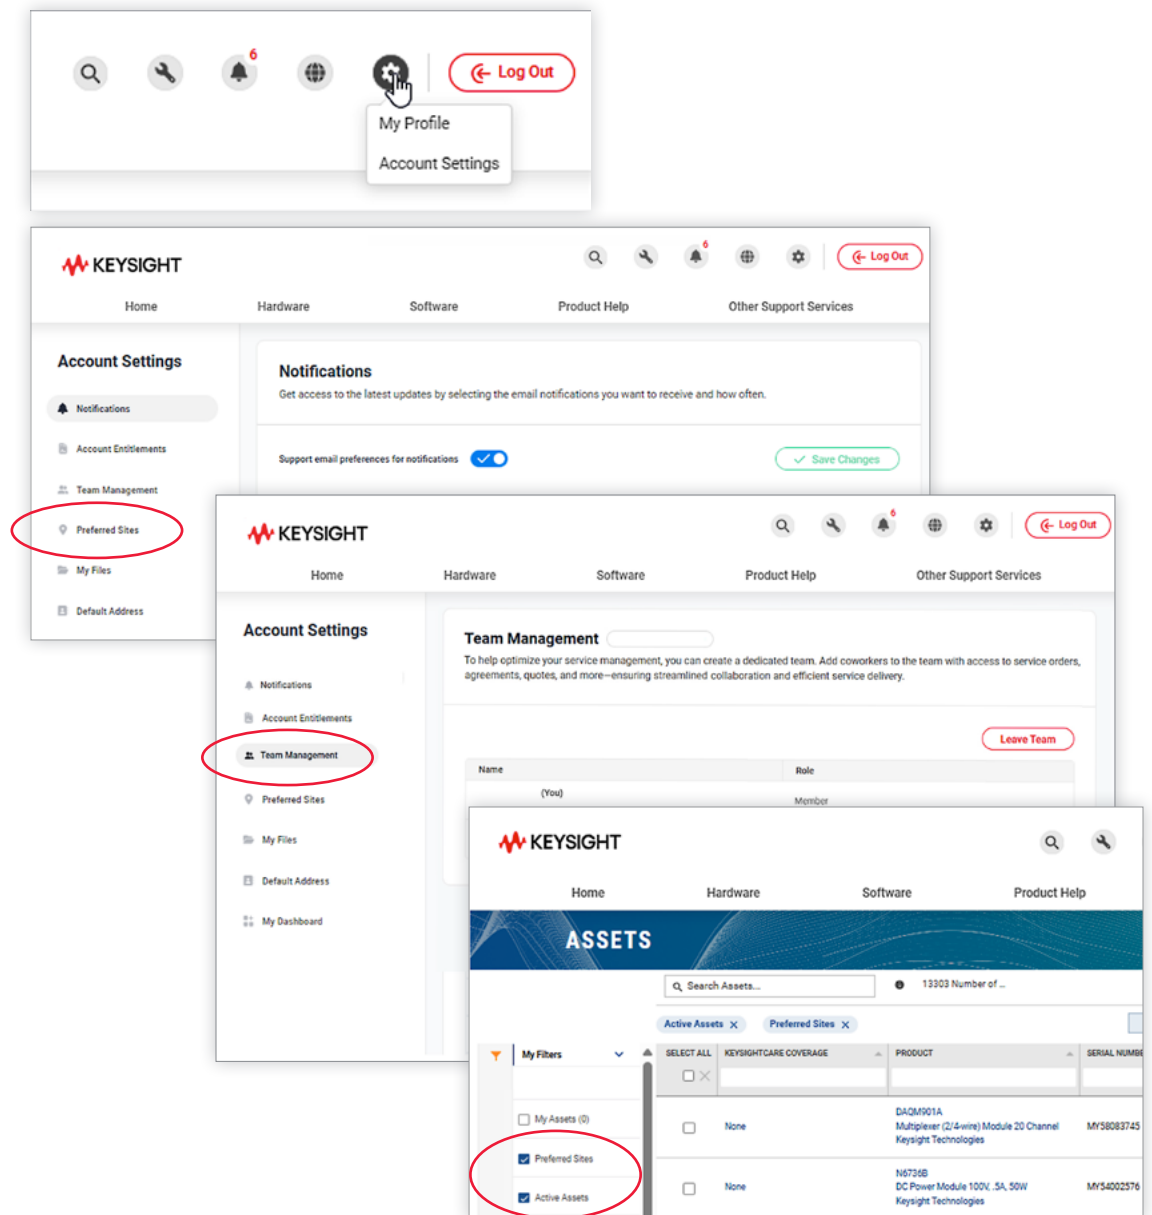 6
Log Out
My Profile
Account Settings
KEYSIGHT
6
Log Out
Home Hardware Software Product Help Other Support Services
Account Settings
Notifications
Account Entitlements
Team Management
Preferred Sites
My Files
Default Address
Notifications
Get access to the latest updates by selecting the email notifications you want to receive and how often.
Support email preferences for notifications
Save Changes
KEYSIGHT
6
Log Out
Home Hardware Software Product Help Other Support Services
Account Settings
Notifications
Account Entitlements
Team Management
Preferred Sites
My Files
Default Address
My Dashboard
Team Management
To help optimize your service management, you can create a dedicated team. Add coworkers to the team with access to service orders,
agreements, quotes, and more—ensuring streamlined collaboration and efficient service delivery.
Leave Team
Name Role
(You) Member
KEYSIGHT
Home Hardware Software Product Help
ASSETS
Search Assets...
13303 Number of ...
Active Assets X Preferred Sites X
My Filters
My Assets (0)
Preferred Sites
Active Assets
SELECT ALL KEYSIGHTCARE COVERAGE PRODUCT SERIAL NUMBE
None
DAQM901A
Multiplexer (2/4-wire) Module 20 Channel
Keysight Technologies
MY58083745
None
N6736B
DC Power Module 100V, .5A, 50W
Keysight Technologies
MY54002576